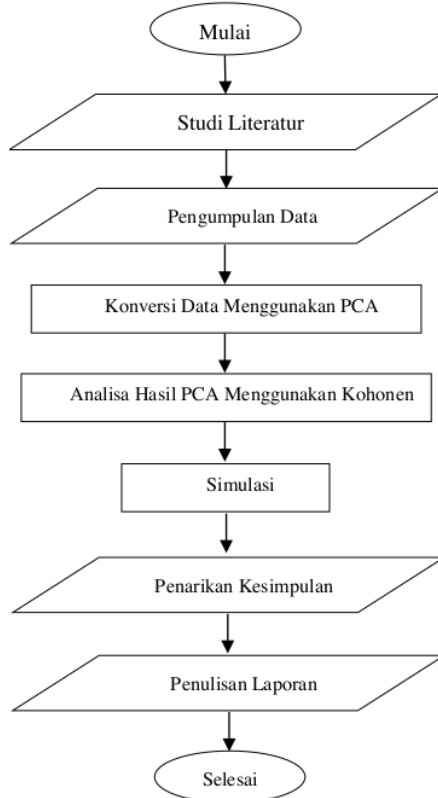 Mulai
Studi Literatur
Pengumpulan Data
Konversi Data Menggunakan PCA
Analisa Hasil PCA Menggunakan Kohonen
Simulasi
Penarikan Kesimpulan
Penulisan Laporan
Selesai